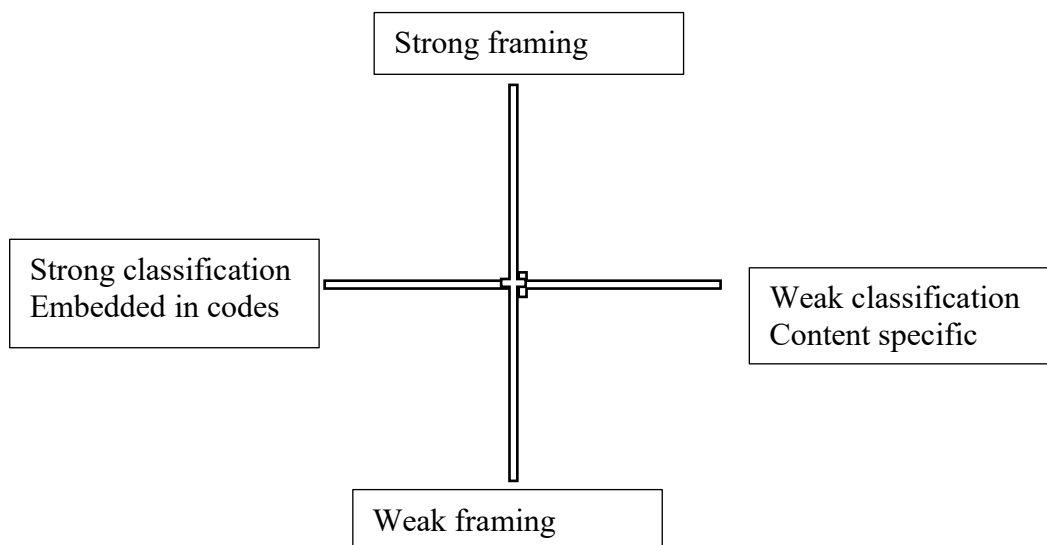 Strong framing
Strong classification
Embedded in codes
Weak classification
Content specific
Weak framing